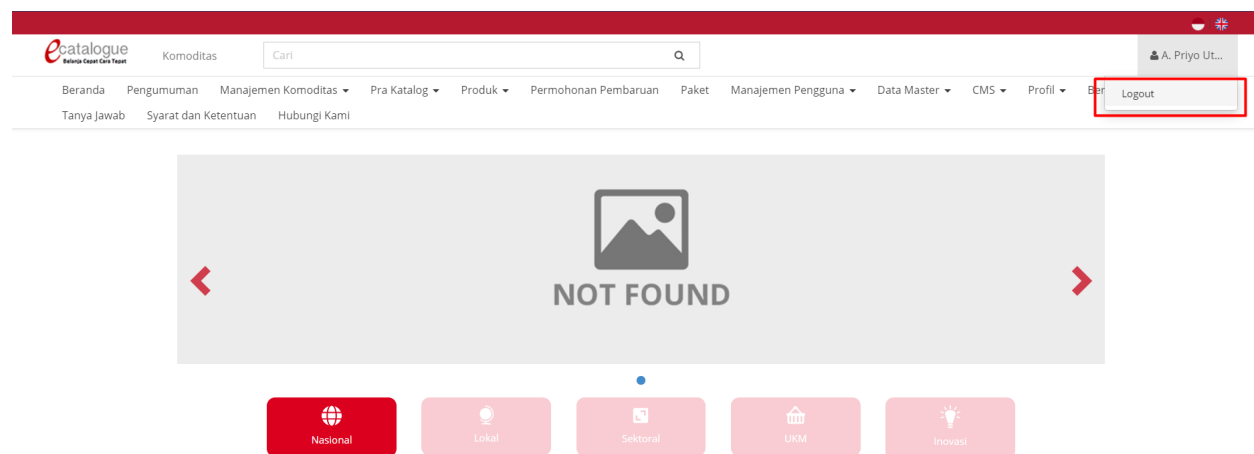 ecatalogue
Belanja Cepat Cara Tepat
Komoditas
Cari
A. Priyo Ut...
Beranda Pengumuman Manajemen Komoditas Pra Katalog Produk Permohonan Pembaruan Paket Manajemen Pengguna Data Master CMS Profil Ber
Logout
Tanya Jawab Syarat dan Ketentuan Hubungi Kami
NOT FOUND
Nasional Lokal Sektoral UKM Inovasi